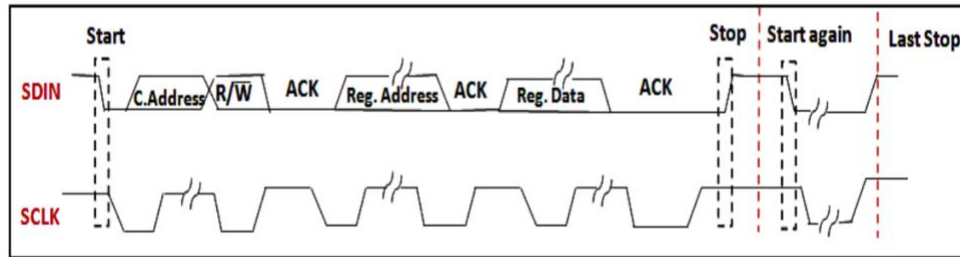 Start Stop Start again Last Stop
SDIN C.Address R/W̅ ACK Reg. Address ACK Reg. Data ACK
SCLK